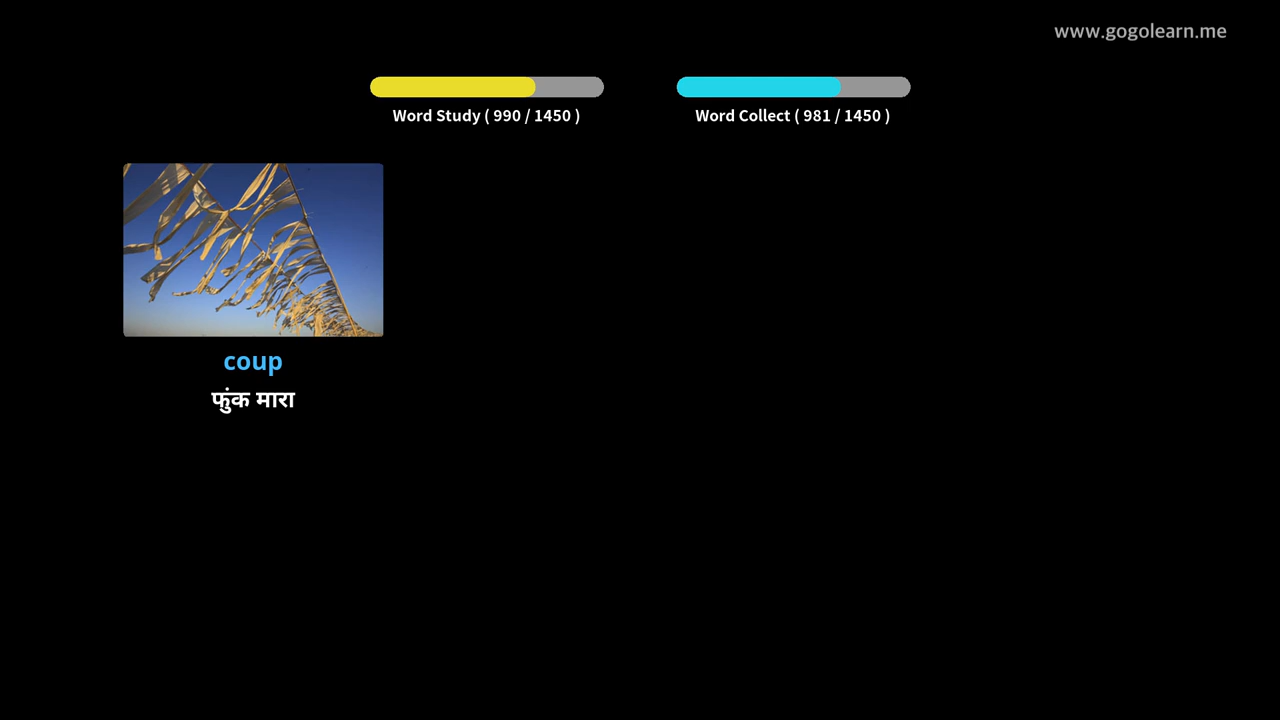 www.gogolearn.me
Word Study ( 990 / 1450 )
Word Collect ( 981 / 1450 )
coup
फुंक मारा